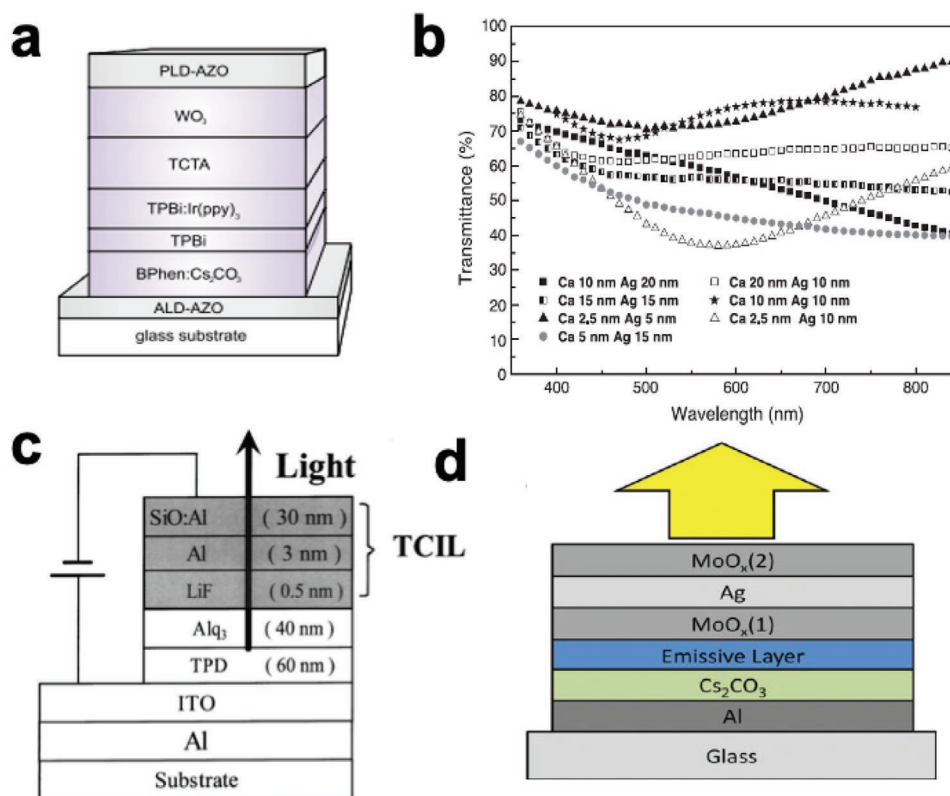 a
PLD-AZO
WO₃
TCTA
TPBi:Ir(ppy)₃
TPBi
BPhen:Cs₂CO₃
ALD-AZO
glass substrate
b
100
90
80
70
60
50
40
30
20
10
0
Transmittance (%)
Ca 10 nm Ag 20 nm
Ca 15 nm Ag 15 nm
Ca 2.5 nm Ag 5 nm
Ca 5 nm Ag 15 nm
Ca 20 nm Ag 10 nm
Ca 10 nm Ag 10 nm
Ca 2.5 nm Ag 10 nm
400 500 600 700 800
Wavelength (nm)
c
Light
SiO:Al ( 30 nm )
Al ( 3 nm )
LiF ( 0.5 nm )
TCIL
Alq₃ ( 40 nm )
TPD ( 60 nm )
ITO
Al
Substrate
d
MoOₓ(2)
Ag
MoOₓ(1)
Emissive Layer
Cs₂CO₃
Al
Glass